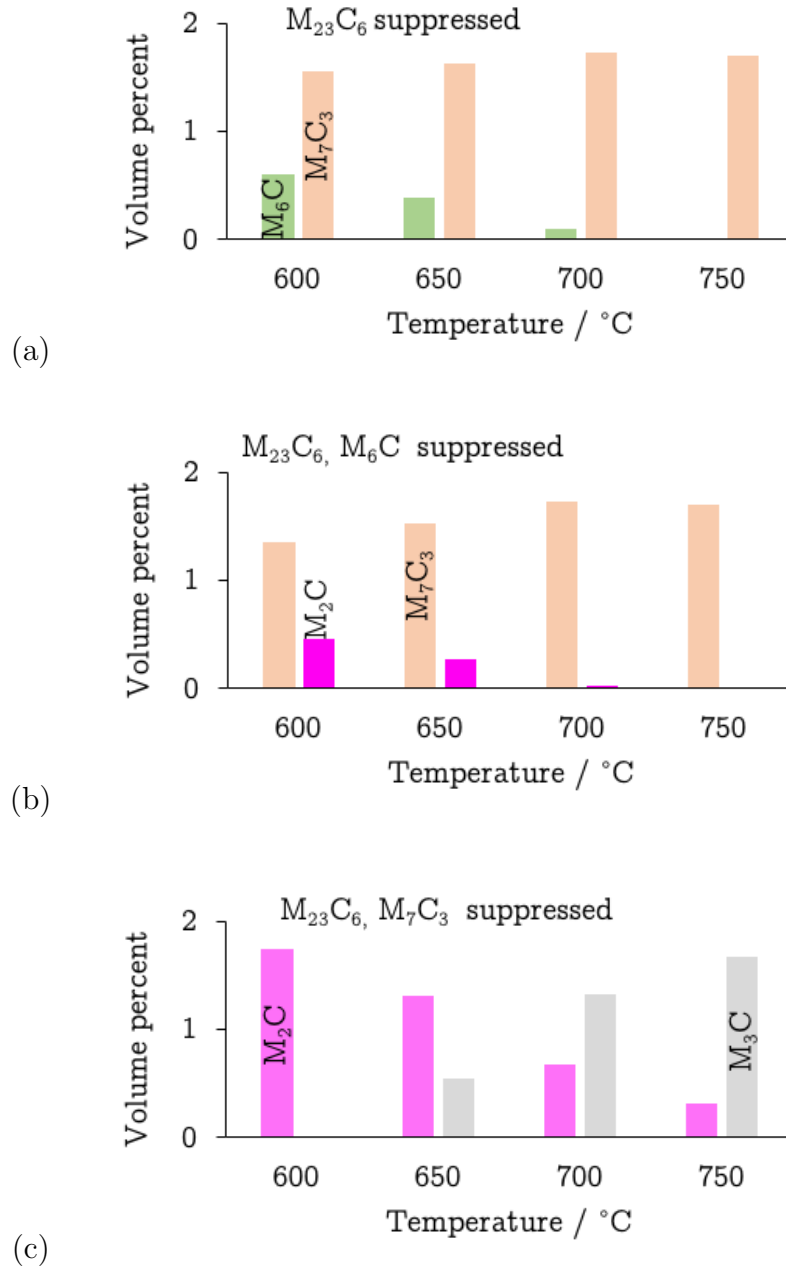 M₂₃C₆ suppressed
Volume percent
2
1
0
M₆C
M₇C₃
600 650 700 750
Temperature / °C
(a)
M₂₃C₆, M₆C suppressed
Volume percent
2
1
0
M₂C
M₇C₃
600 650 700 750
Temperature / °C
(b)
M₂₃C₆, M₇C₃ suppressed
Volume percent
2
1
0
M₂C
M₃C
600 650 700 750
Temperature / °C
(c)